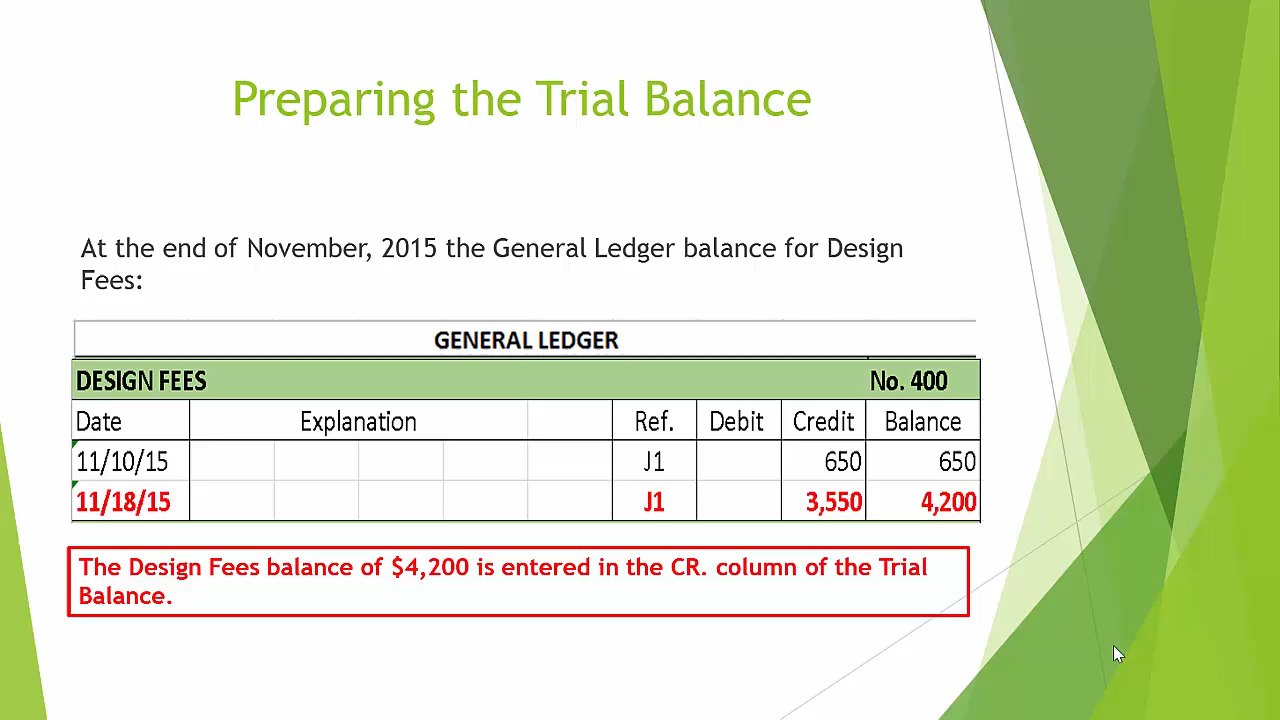 Preparing the Trial Balance
At the end of November, 2015 the General Ledger balance for Design
Fees:
GENERAL LEDGER
DESIGN FEES No. 400
Date Explanation Ref. Debit Credit Balance
11/10/15 J1 650 650
11/18/15 J1 3,550 4,200
The Design Fees balance of $4,200 is entered in the CR. column of the Trial
Balance.